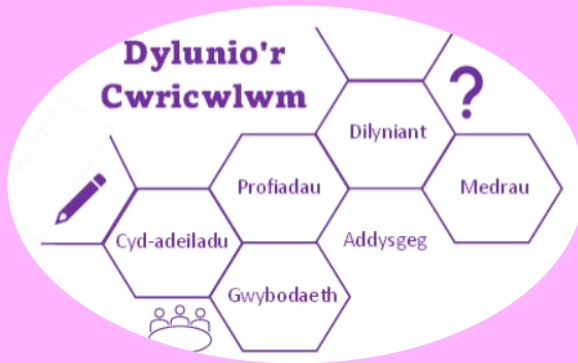 Dylunio'r
Cwricwlwm
?
Dilyniant
Profiadau
Medrau
Cyd-adeiladu
Addysgeg
Gwybodaeth